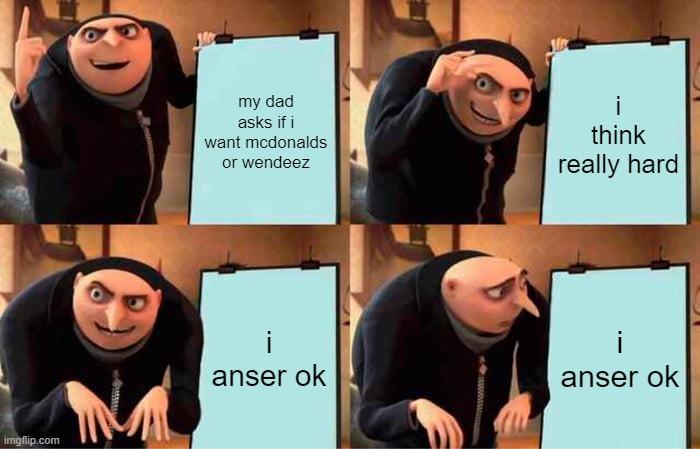 my dad
asks if i
want mcdonalds
or wendeez
i
think
really hard
i
anser ok
i
anser ok
imgflip.com